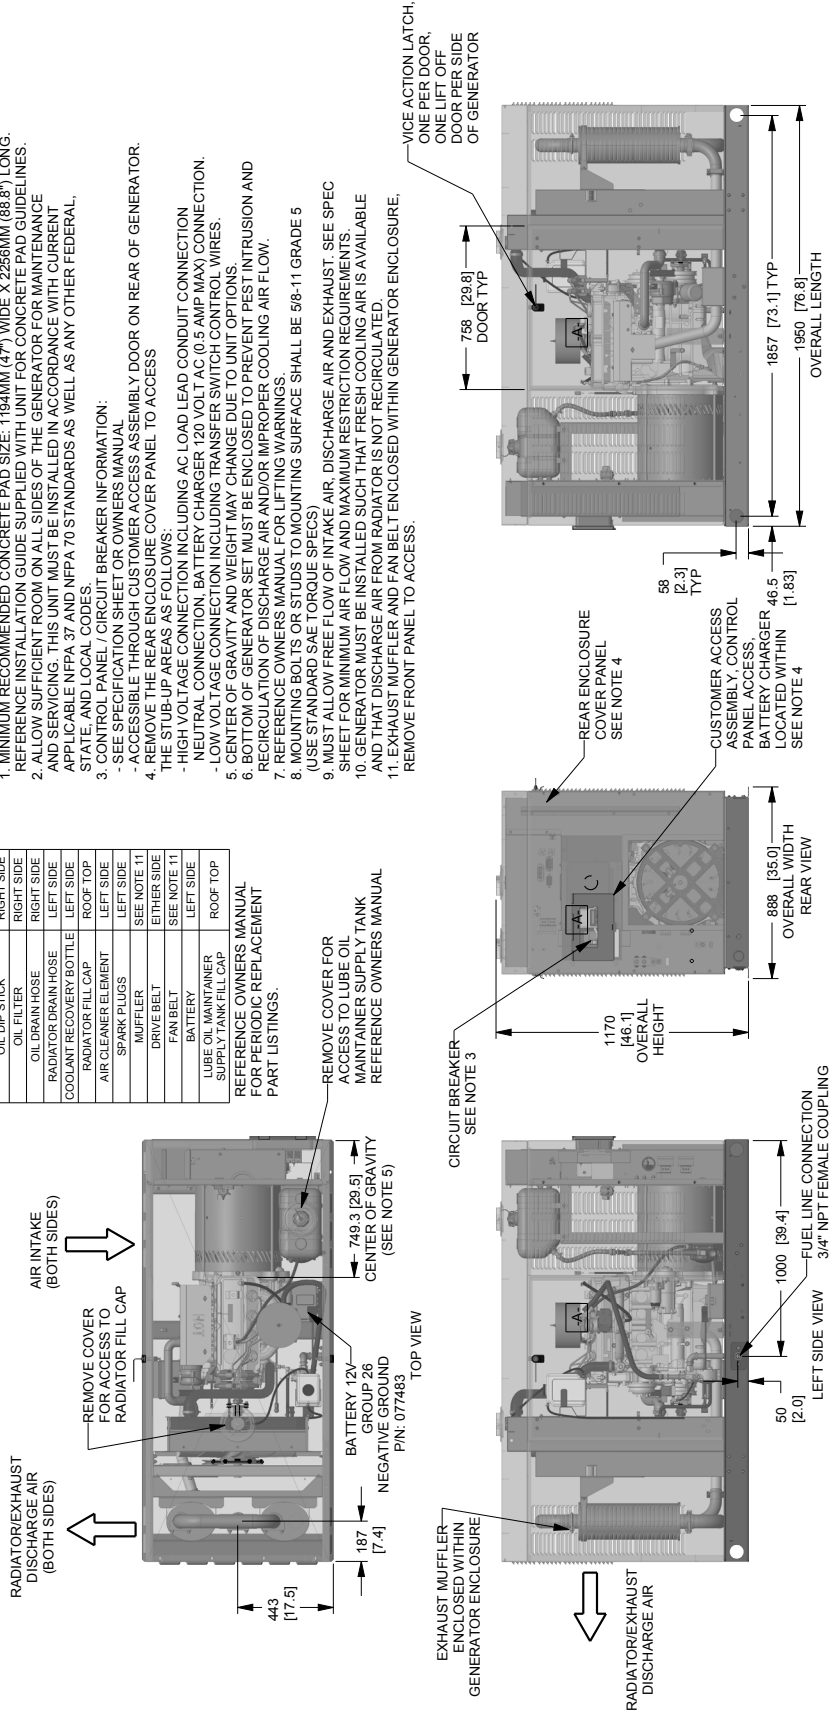 1. MINIMUM RECOMMENDED CONCRETE PAD SIZE: 1194MM (47") WIDE X 2256MM (88.8") LONG.
REFERENCE INSTALLATION GUIDE SUPPLIED WITH UNIT FOR CONCRETE PAD GUIDELINES.
2. ALLOW SUFFICIENT ROOM ON ALL SIDES OF THE GENERATOR FOR MAINTENANCE
AND SERVICING. THIS UNIT MUST BE INSTALLED IN ACCORDANCE WITH CURRENT
APPLICABLE NFPA 37 AND NFPA 70 STANDARDS AS WELL AS ANY OTHER FEDERAL,
STATE, AND LOCAL CODES.
3. CONTROL PANEL / CIRCUIT BREAKER INFORMATION:
- SEE SPECIFICATION SHEET OR OWNERS MANUAL
- ACCESSIBLE THROUGH CUSTOMER ACCESS ASSEMBLY DOOR ON REAR OF GENERATOR.
4. REMOVE THE REAR ENCLOSURE COVER PANEL TO ACCESS
THE STUB-UP AREAS AS FOLLOWS:
- HIGH VOLTAGE CONNECTION INCLUDING AC LOAD LEAD CONDUIT CONNECTION
NEUTRAL CONNECTION, BATTERY CHARGER 120 VOLT AC (0.5 AMP MAX) CONNECTION.
- LOW VOLTAGE CONNECTION INCLUDING TRANSFER SWITCH CONTROL WIRES.
5. CENTER OF GRAVITY AND WEIGHT MAY CHANGE DUE TO UNIT OPTIONS.
6. BOTTOM OF GENERATOR SET MUST BE ENCLOSED TO PREVENT PEST INTRUSION AND
RECIRCULATION OF DISCHARGE AIR AND/OR IMPROPER COOLING AIR FLOW.
7. REFERENCE OWNERS MANUAL FOR LIFTING WARNINGS.
8. MOUNTING BOLTS OR STUDS TO MOUNTING SURFACE SHALL BE 5/8-11 GRADE 5
(USE STANDARD SAE TORQUE SPECS)
9. MUST ALLOW FREE FLOW OF INTAKE AIR, DISCHARGE AIR AND EXHAUST. SEE SPEC
SHEET FOR MINIMUM AIR FLOW AND MAXIMUM RESTRICTION REQUIREMENTS.
10. GENERATOR MUST BE INSTALLED SUCH THAT FRESH COOLING AIR IS AVAILABLE
AND THAT DISCHARGE AIR FROM RADIATOR IS NOT RECIRCULATED.
11. EXHAUST MUFFLER AND FAN BELT ENCLOSED WITHIN GENERATOR ENCLOSURE,
REMOVE FRONT PANEL TO ACCESS.
OIL DIP STICK RIGHT SIDE
OIL FILTER RIGHT SIDE
OIL DRAIN HOSE RIGHT SIDE
RADIATOR DRAIN HOSE LEFT SIDE
COOLANT RECOVERY BOTTLE LEFT SIDE
RADIATOR FILL CAP ROOF TOP
AIR CLEANER ELEMENT LEFT SIDE
SPARK PLUGS LEFT SIDE
MUFFLER SEE NOTE 11
DRIVE BELT EITHER SIDE
FAN BELT SEE NOTE 11
BATTERY LEFT SIDE
LUBE OIL MAINTAINER
SUPPLY TANK FILL CAP ROOF TOP
REFERENCE OWNERS MANUAL
FOR PERIODIC REPLACEMENT
PART LISTINGS.
RADIATOR/EXHAUST
DISCHARGE AIR
(BOTH SIDES)
AIR INTAKE
(BOTH SIDES)
REMOVE COVER
FOR ACCESS TO
RADIATOR FILL CAP
HOT
REMOVE COVER FOR
ACCESS TO LUBE OIL
MAINTAINER SUPPLY TANK
REFERENCE OWNERS MANUAL
749.3 [29.5]
CENTER OF GRAVITY
(SEE NOTE 5)
BATTERY 12V
GROUP 26
NEGATIVE GROUND
P/N: 077483
TOP VIEW
187
[7.4]
443
[17.5]
EXHAUST MUFFLER
ENCLOSED WITHIN
GENERATOR ENCLOSURE
RADIATOR/EXHAUST
DISCHARGE AIR
-A-
50
[2.0]
1000 [39.4]
LEFT SIDE VIEW
FUEL LINE CONNECTION
3/4" NPT FEMALE COUPLING
CIRCUIT BREAKER
SEE NOTE 3
-A-
1170
[46.1]
OVERALL
HEIGHT
888 [35.0]
OVERALL WIDTH
REAR VIEW
REAR ENCLOSURE
COVER PANEL
SEE NOTE 4
CUSTOMER ACCESS
ASSEMBLY, CONTROL
PANEL ACCESS,
BATTERY CHARGER
LOCATED WITHIN
SEE NOTE 4
VICE ACTION LATCH,
ONE PER DOOR,
ONE LIFT OFF
DOOR PER SIDE
OF GENERATOR
758 [29.8]
DOOR TYP
-A-
58
[2.3]
TYP
46.5
[1.83]
1857 [73.1] TYP
1950 [76.8]
OVERALL LENGTH